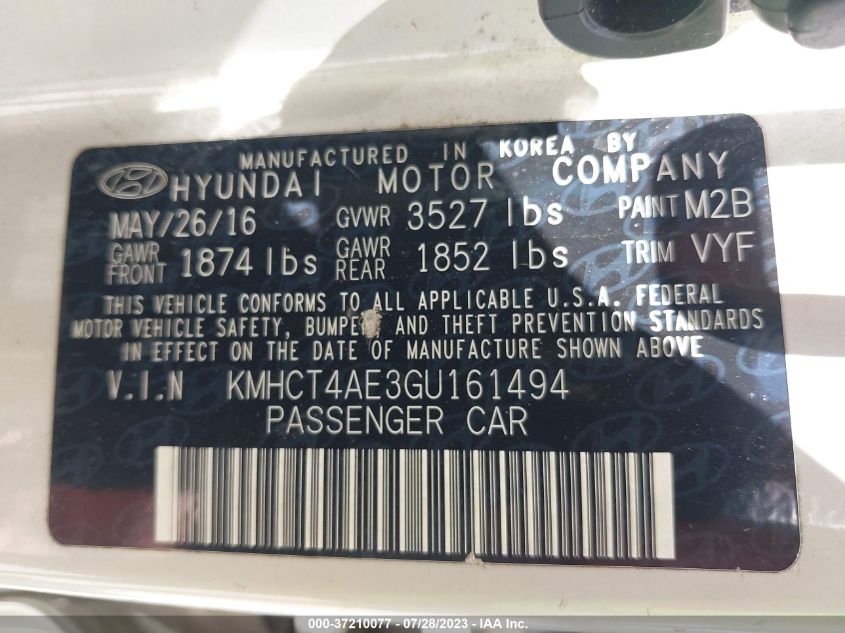 MANUFACTURED IN KOREA BY
HYUNDAI MOTOR COMPANY
MAY/26/16 GVWR 3527 lbs PAINT M2B
GAWR FRONT 1874 lbs GAWR REAR 1852 lbs TRIM VYF
THIS VEHICLE CONFORMS TO ALL APPLICABLE U.S.A. FEDERAL
MOTOR VEHICLE SAFETY, BUMPER AND THEFT PREVENTION STANDARDS
IN EFFECT ON THE DATE OF MANUFACTURE SHOWN ABOVE
V.I.N KMHCT4AE3GU161494
PASSENGER CAR
000-37210077 - 07/28/2023 - IAA Inc.